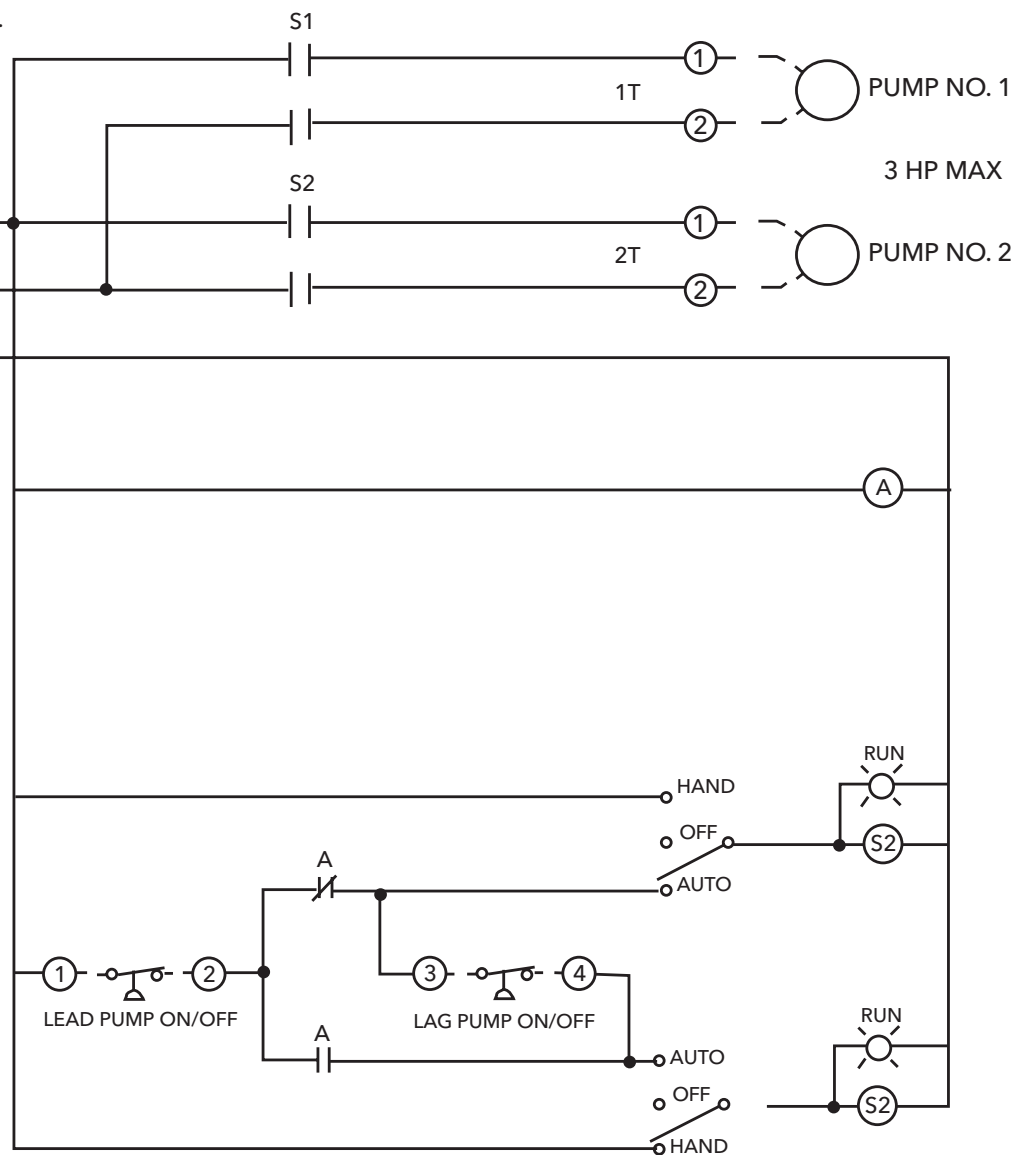 S1
1
PUMP NO. 1
1T
2
3 HP MAX
S2
1
PUMP NO. 2
2T
2
A
RUN
HAND
OFF
S2
A
AUTO
1
2
3
4
LEAD PUMP ON/OFF
LAG PUMP ON/OFF
RUN
A
AUTO
OFF
S2
HAND